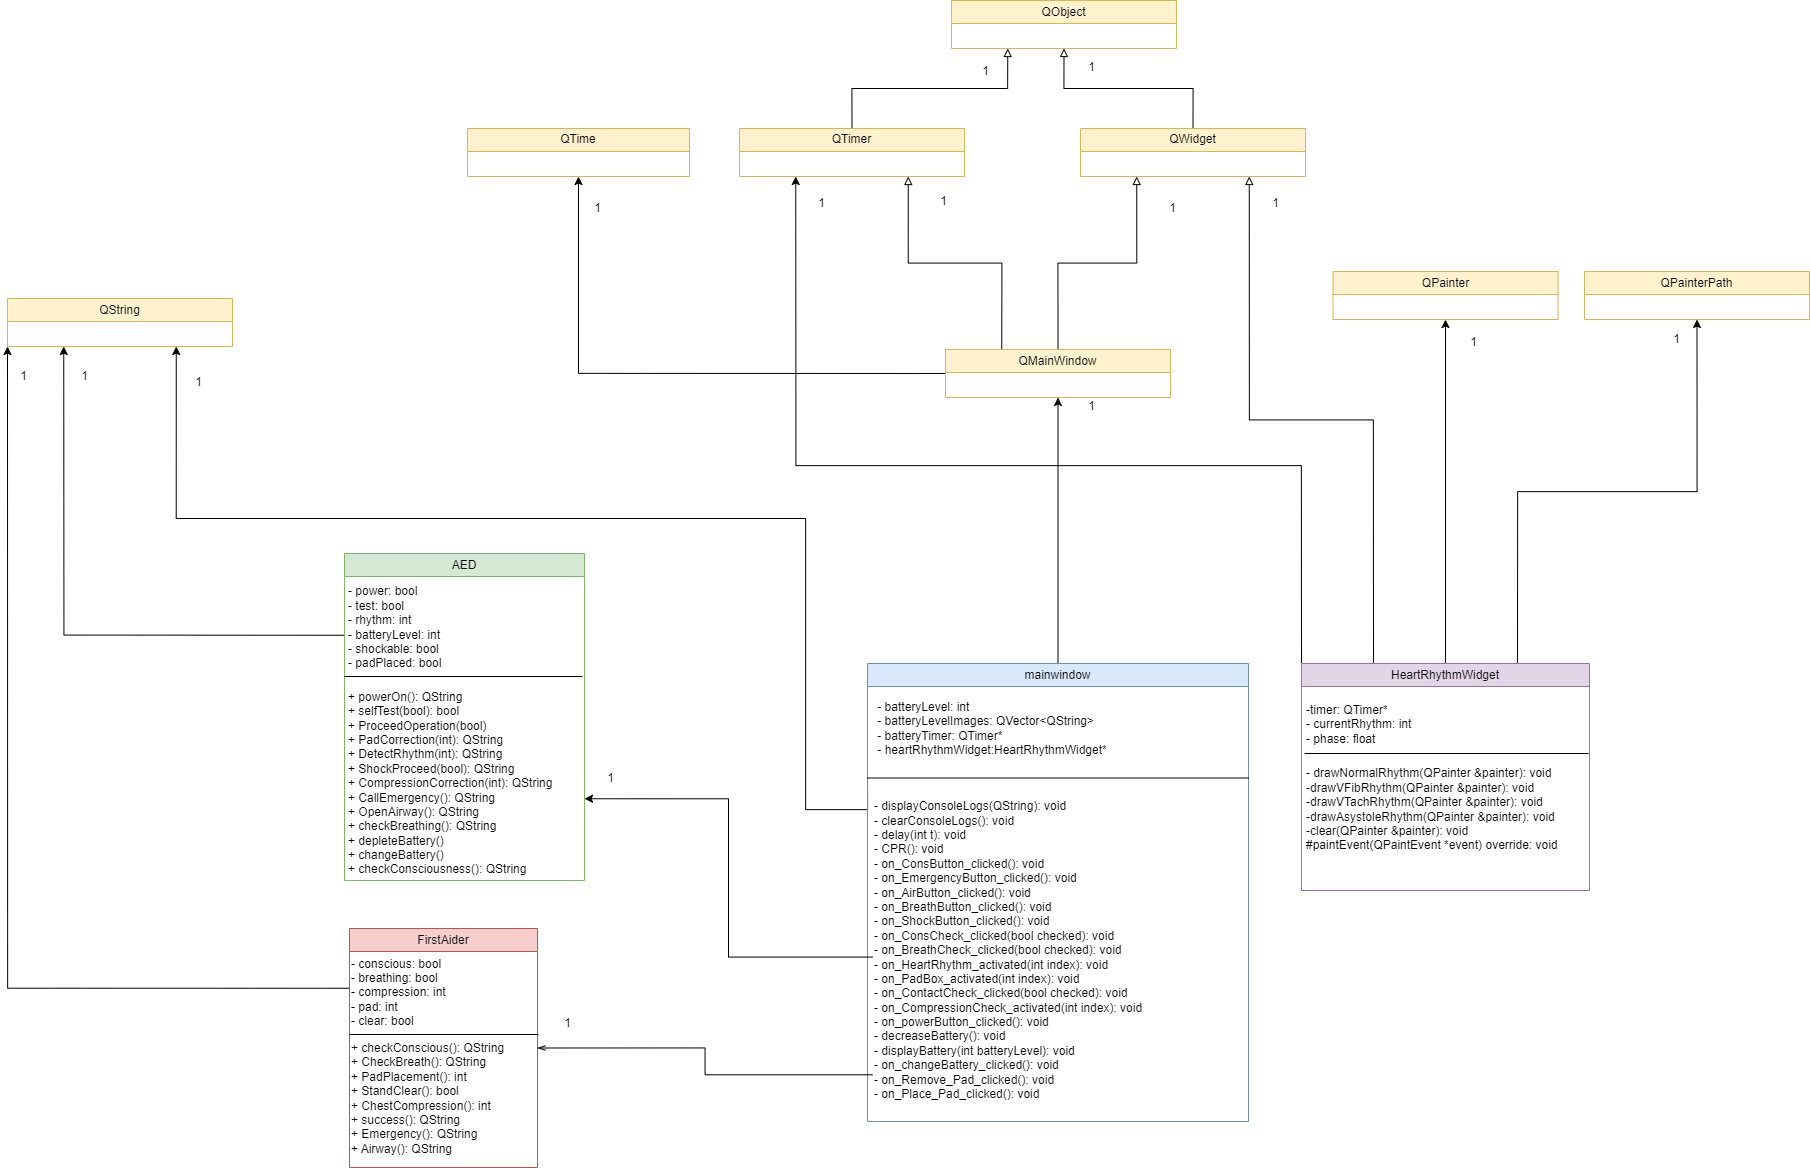 QObject
1
1
QTime
QTimer
QWidget
1
1
1
1
1
QPainter
QPainterPath
QString
1
1
QMainWindow
1
1
1
1
AED
- power: bool
- test: bool
- rhythm: int
- batteryLevel: int
- shockable: bool
- padPlaced: bool
+ powerOn(): QString
+ selfTest(bool): bool
+ ProceedOperation(bool)
+ PadCorrection(int): QString
+ DetectRhythm(int): QString
+ ShockProceed(bool): QString
+ CompressionCorrection(int): QString
+ CallEmergency(): QString
+ OpenAirway(): QString
+ checkBreathing(): QString
+ depleteBattery()
+ changeBattery()
+ checkConsciousness(): QString
1
mainwindow
- batteryLevel: int
- batteryLevelImages: QVector<QString>
- batteryTimer: QTimer*
- heartRhythmWidget:HeartRhythmWidget*
- displayConsoleLogs(QString): void
- clearConsoleLogs(): void
- delay(int t): void
- CPR(): void
- on_ConsButton_clicked(): void
- on_EmergencyButton_clicked(): void
- on_AirButton_clicked(): void
- on_BreathButton_clicked(): void
- on_ShockButton_clicked(): void
- on_ConsCheck_clicked(bool checked): void
- on_BreathCheck_clicked(bool checked): void
- on_HeartRhythm_activated(int index): void
- on_PadBox_activated(int index): void
- on_ContactCheck_clicked(bool checked): void
- on_CompressionCheck_activated(int index): void
- on_powerButton_clicked(): void
- decreaseBattery(): void
- displayBattery(int batteryLevel): void
- on_changeBattery_clicked(): void
- on_Remove_Pad_clicked(): void
- on_Place_Pad_clicked(): void
HeartRhythmWidget
-timer: QTimer*
- currentRhythm: int
- phase: float
- drawNormalRhythm(QPainter &painter): void
-drawVFibRhythm(QPainter &painter): void
-drawVTachRhythm(QPainter &painter): void
-drawAsystoleRhythm(QPainter &painter): void
-clear(QPainter &painter): void
#paintEvent(QPaintEvent *event) override: void
FirstAider
- conscious: bool
- breathing: bool
- compression: int
- pad: int
- clear: bool
+ checkConscious(): QString
+ CheckBreath(): QString
+ PadPlacement(): int
+ StandClear(): bool
+ ChestCompression(): int
+ success(): QString
+ Emergency(): QString
+ Airway(): QString
1